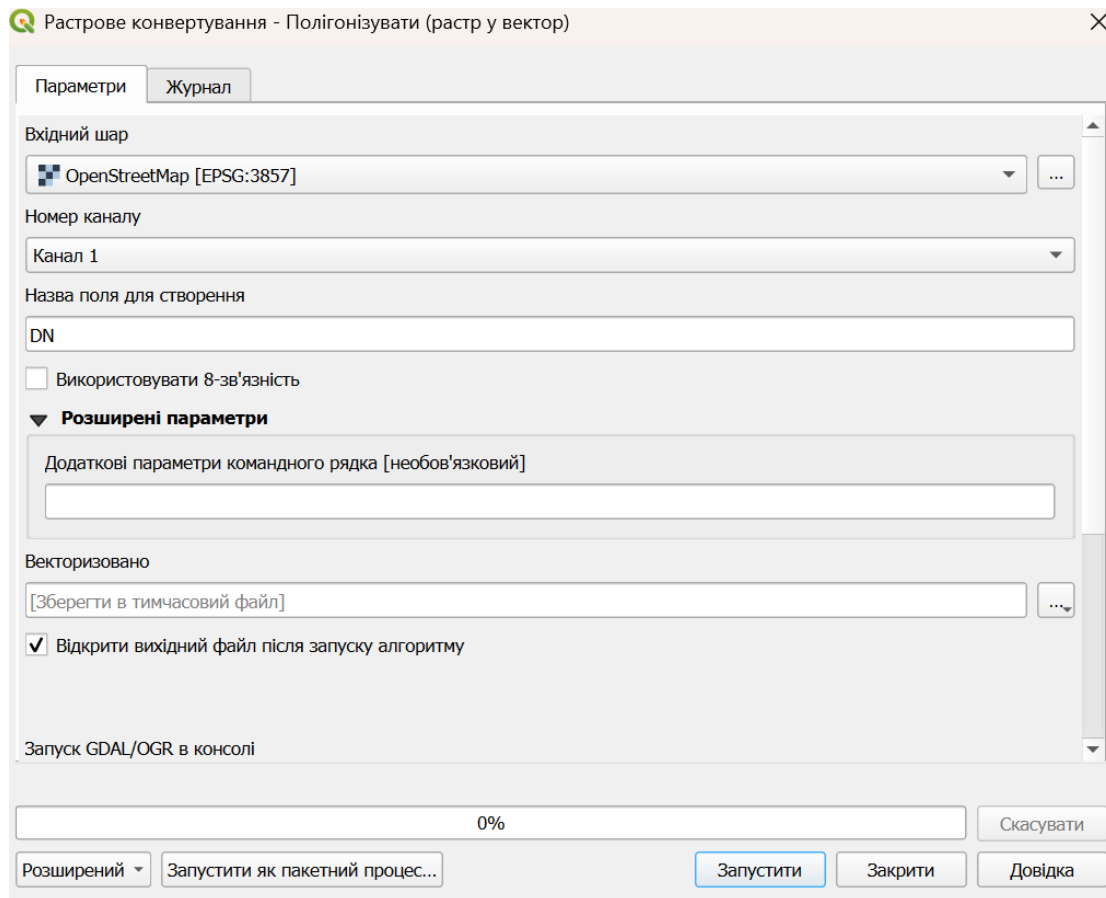 Растрове конвертування - Полігонізувати (растр у вектор)
Параметри
Журнал
Вхідний шар
OpenStreetMap [EPSG:3857]
...
Номер каналу
Канал 1
Назва поля для створення
DN
Використовувати 8-зв'язність
Розширені параметри
Додаткові параметри командного рядка [необов'язковий]
Векторизовано
[Зберегти в тимчасовий файл]
...
Відкрити вихідний файл після запуску алгоритму
Запуск GDAL/OGR в консолі
0%
Скасувати
Розширений
Запустити як пакетний процес...
Запустити
Закрити
Довідка